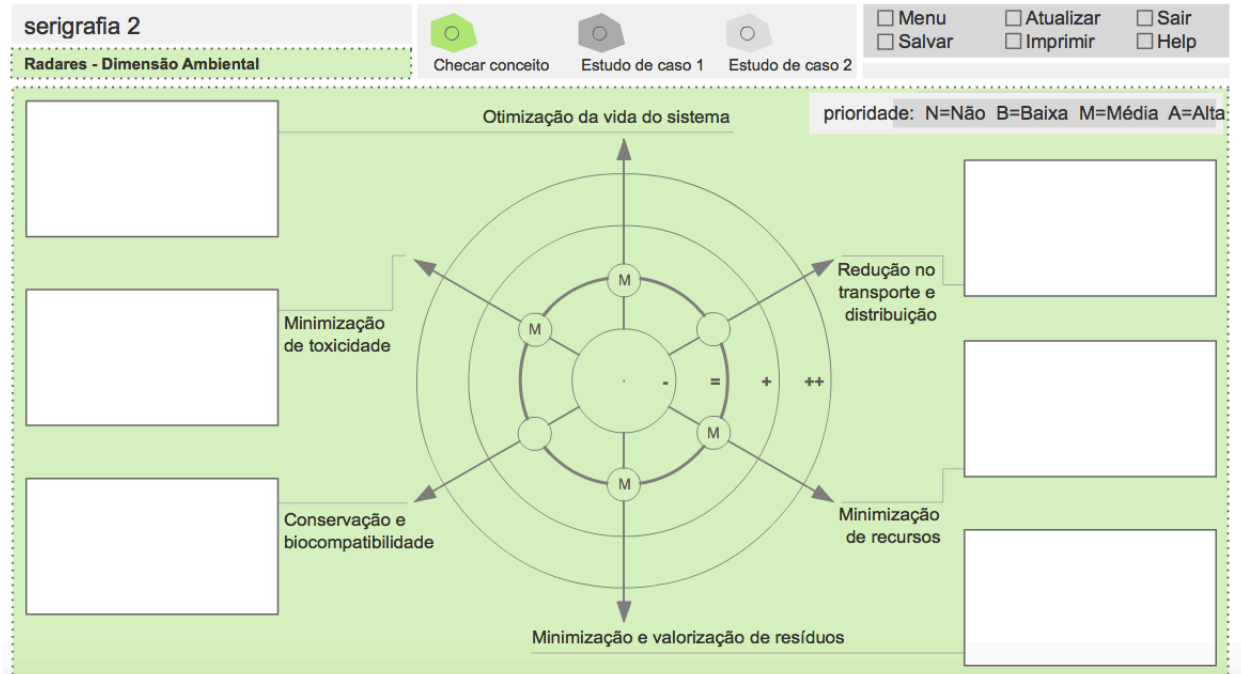 serigrafia 2
Radares - Dimensão Ambiental
Checar conceito
Estudo de caso 1
Estudo de caso 2
Menu
Atualizar
Sair
Salvar
Imprimir
Help
prioridade: N=Não B=Baixa M=Média A=Alta
Otimização da vida do sistema
Redução no
transporte e
distribuição
Minimização
de toxicidade
M
M
- = + ++
M
M
Conservação e
biocompatibilidade
Minimização
de recursos
Minimização e valorização de resíduos